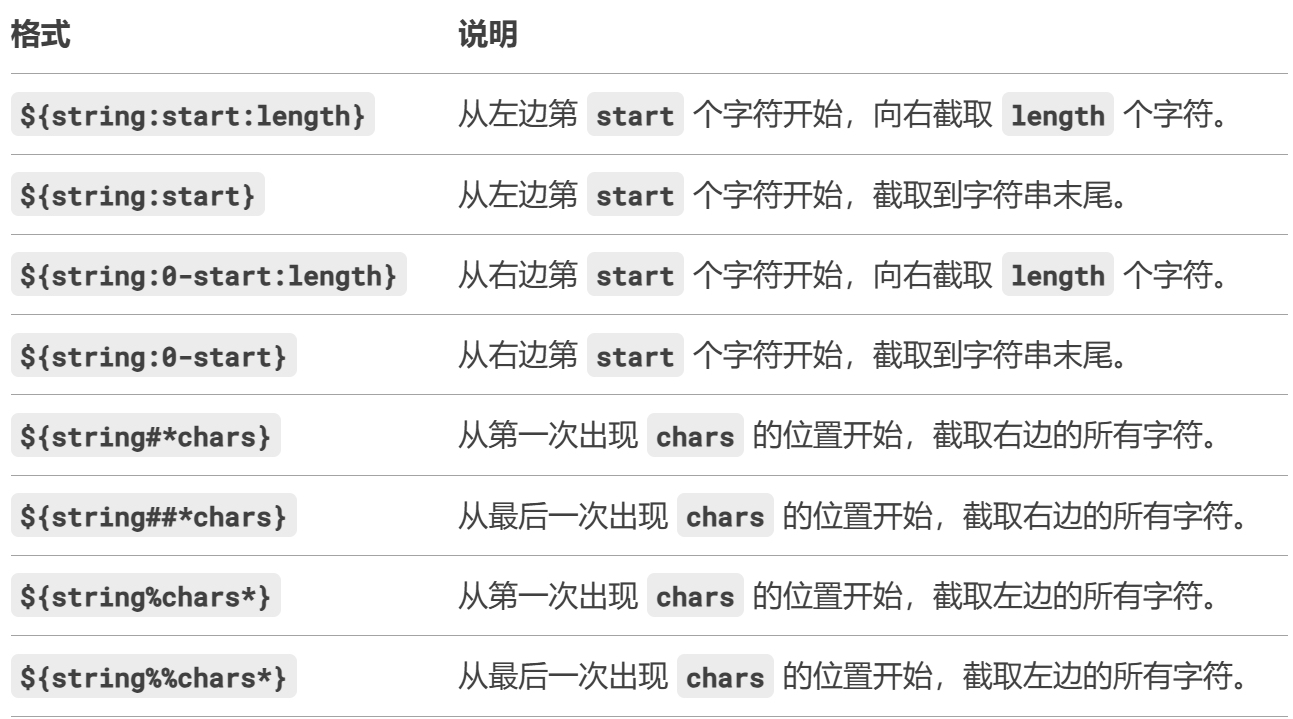 格式 说明
${string:start:length} 从左边第 start 个字符开始，向右截取 length 个字符。
${string:start} 从左边第 start 个字符开始，截取到字符串末尾。
${string:0-start:length} 从右边第 start 个字符开始，向右截取 length 个字符。
${string:0-start} 从右边第 start 个字符开始，截取到字符串末尾。
${string#*chars} 从第一次出现 chars 的位置开始，截取右边的所有字符。
${string##*chars} 从最后一次出现 chars 的位置开始，截取右边的所有字符。
${string%chars*} 从第一次出现 chars 的位置开始，截取左边的所有字符。
${string%%chars*} 从最后一次出现 chars 的位置开始，截取左边的所有字符。